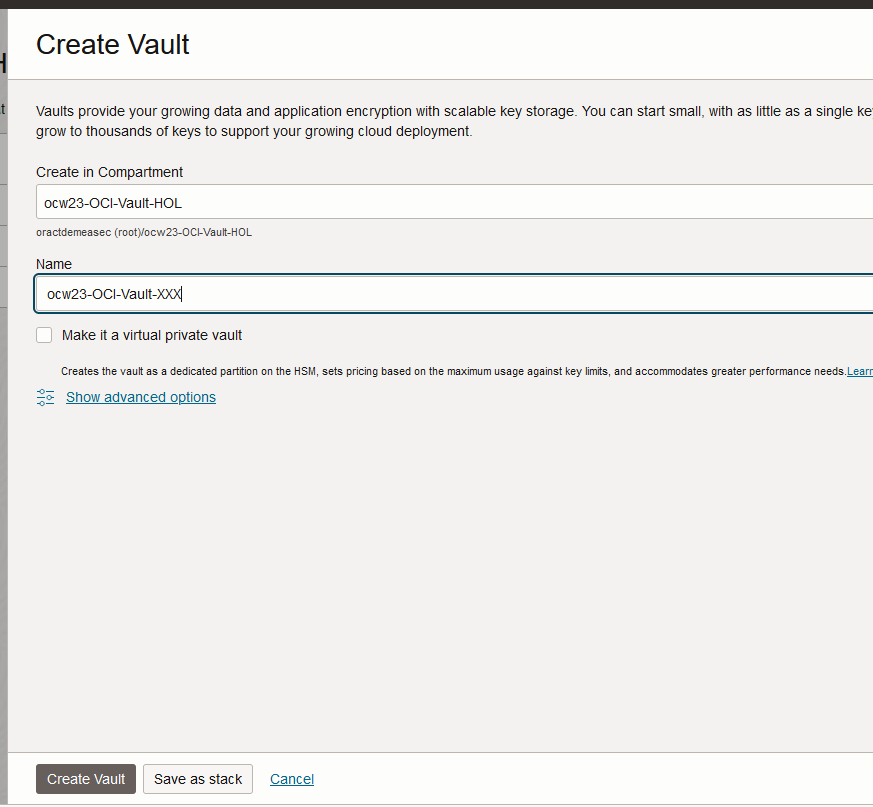 Create Vault
Vaults provide your growing data and application encryption with scalable key storage. You can start small, with as little as a single
grow to thousands of keys to support your growing cloud deployment.
Create in Compartment
ocw23-OCI-Vault-HOL
oractdemeasec (root)/ocw23-OCI-Vault-HOL
Name
ocw23-OCI-Vault-XXX
Make it a virtual private vault
Creates the vault as a dedicated partition on the HSM, sets pricing based on the maximum usage against key limits, and accommodates greater performance needs.Learn
Show advanced options
Create Vault
Save as stack
Cancel